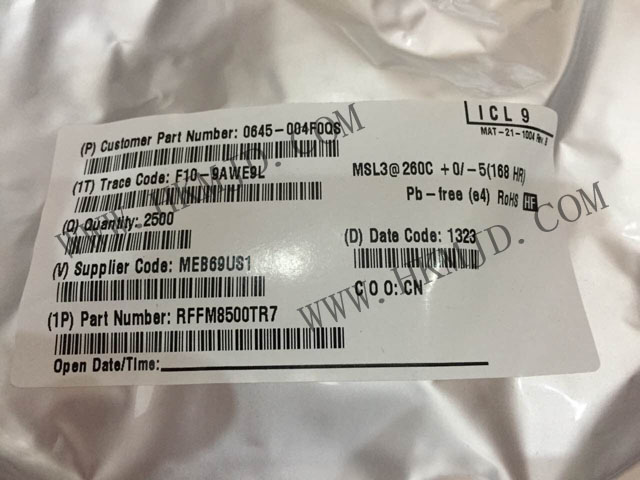 ICL 9
MAT-21-1004 Rev
(P) Customer Part Number: 0645-004F0QS
(1T) Trace Code: F10-9AWE9L
MSL3@260C +0/-5(168 HR)
Pb-free (e4) RoHS HF
(Q) Quantity: 2500
(D) Date Code: 1323
(V) Supplier Code: MEB69US1
C O O: CN
(1P) Part Number: RFFM8500TR7
Open Date/Time:
WWW.HKMJD.COM
WWW.HKMJD.COM